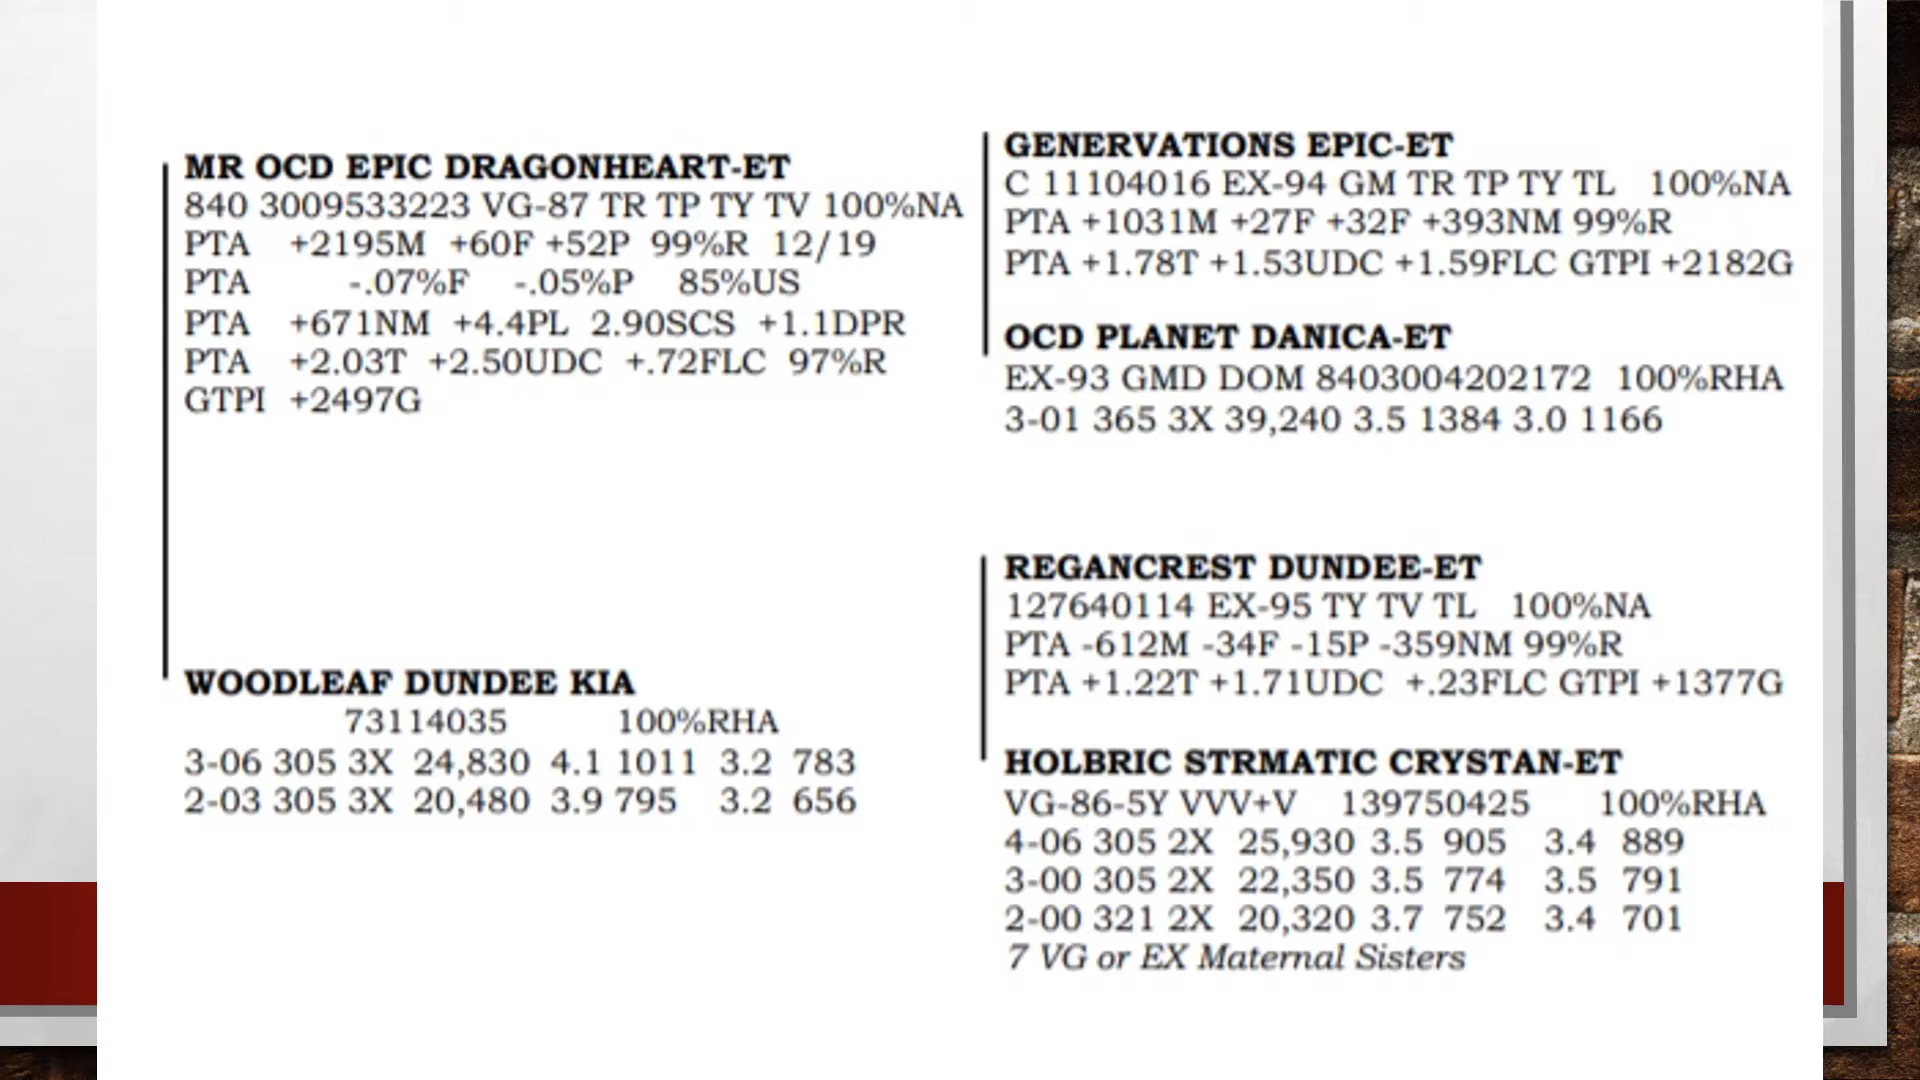 MR OCD EPIC DRAGONHEART-ET
840 3009533223 VG-87 TR TP TY TV 100%NA
PTA +2195M +60F +52P 99%R 12/19
PTA -.07%F -.05%P 85%US
PTA +671NM +4.4PL 2.90SCS +1.1DPR
PTA +2.03T +2.50UDC +.72FLC 97%R
GTPI +2497G
WOODLEAF DUNDEE KIA
73114035 100%RHA
3-06 305 3X 24,830 4.1 1011 3.2 783
2-03 305 3X 20,480 3.9 795 3.2 656
GENERVATIONS EPIC-ET
C 11104016 EX-94 GM TR TP TY TL 100%NA
PTA +1031M +27F +32F +393NM 99%R
PTA +1.78T +1.53UDC +1.59FLC GTPI +2182G
OCD PLANET DANICA-ET
EX-93 GMD DOM 8403004202172 100%RHA
3-01 365 3X 39,240 3.5 1384 3.0 1166
REGANCREST DUNDEE-ET
127640114 EX-95 TY TV TL 100%NA
PTA -612M -34F -15P -359NM 99%R
PTA +1.22T +1.71UDC +.23FLC GTPI +1377G
HOLBRIC STRMATIC CRYSTAN-ET
VG-86-5Y VVV+V 139750425 100%RHA
4-06 305 2X 25,930 3.5 905 3.4 889
3-00 305 2X 22,350 3.5 774 3.5 791
2-00 321 2X 20,320 3.7 752 3.4 701
7 VG or EX Maternal Sisters